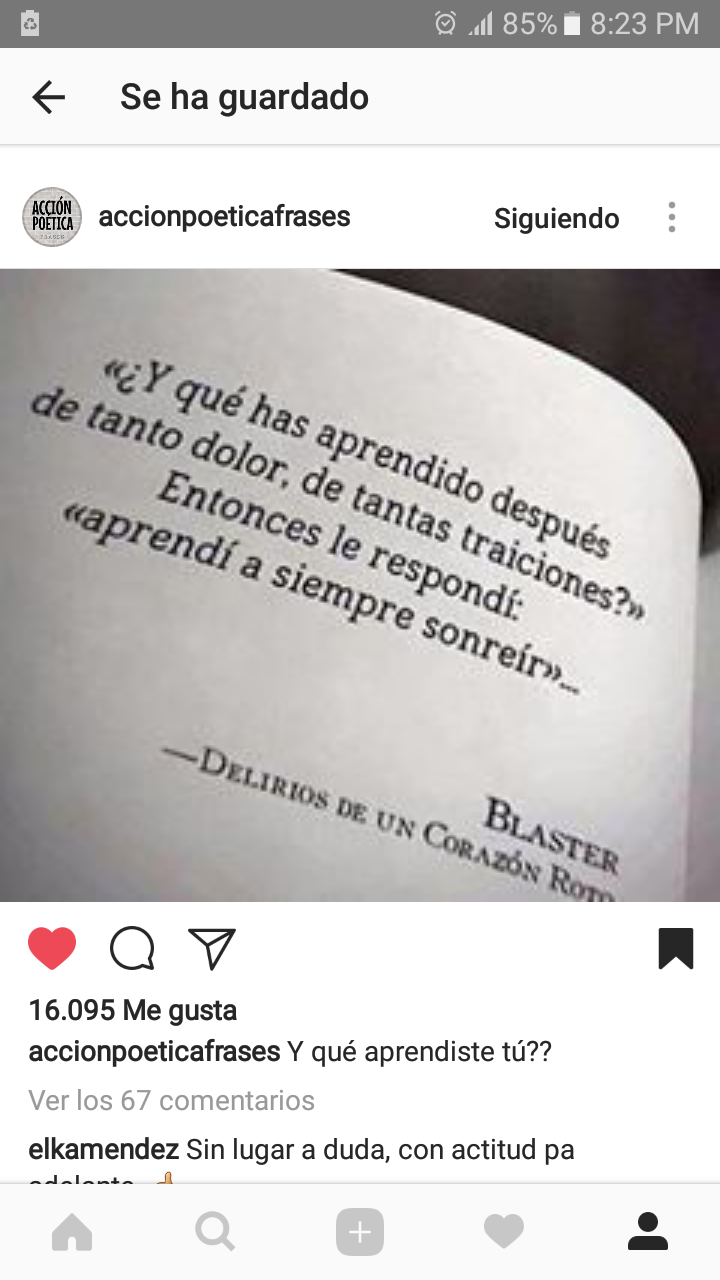 85% 8:23 PM
Se ha guardado
ACCIÓN
POÉTICA
accionpoeticafrases
Siguiendo
«¿Y qué has aprendido después
de tanto dolor, de tantas traiciones?»
Entonces le respondí:
«aprendí a siempre sonreír»...
BLASTER
—DELIRIOS DE UN CORAZÓN ROTO
16.095 Me gusta
accionpoeticafrases Y qué aprendiste tú??
Ver los 67 comentarios
elkamendez Sin lugar a duda, con actitud pa